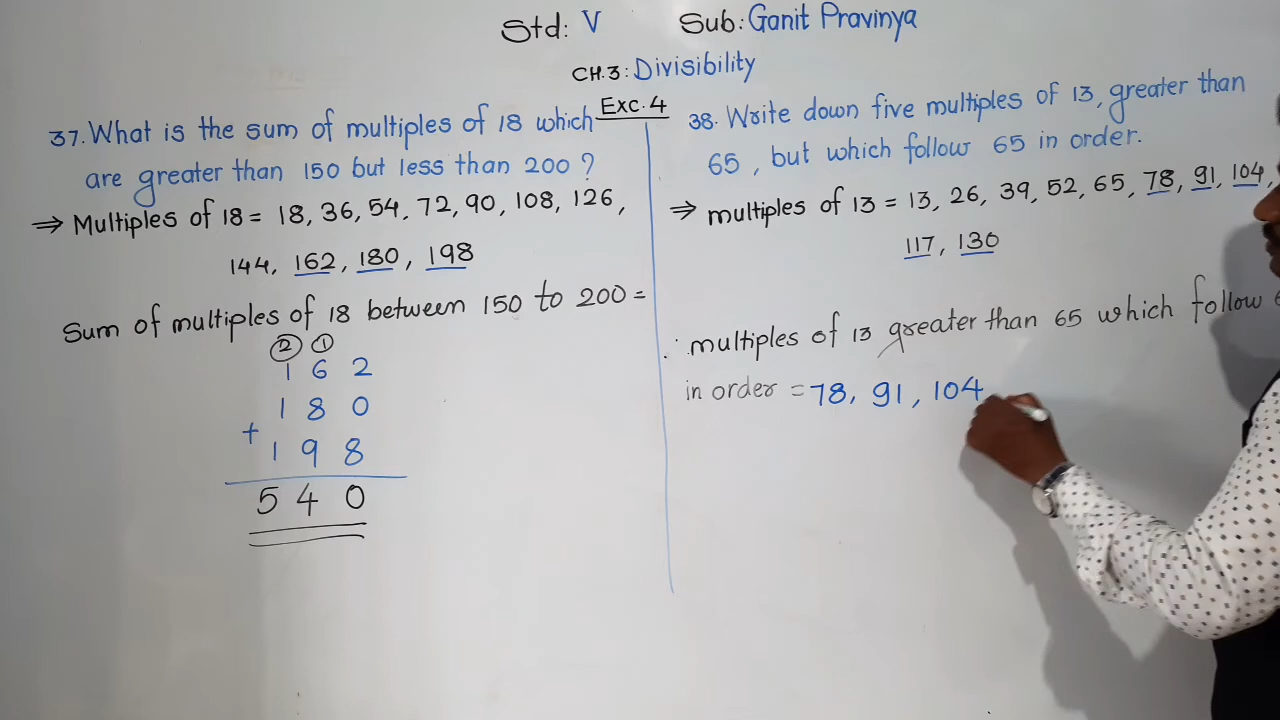 Std: V Sub: Ganit Pravinya
CH.3: Divisibility
Exc. 4
37. What is the sum of multiples of 18 which
are greater than 150 but less than 200 ?
⇒ Multiples of 18 = 18, 36, 54, 72, 90, 108, 126,
144, 162, 180, 198
Sum of multiples of 18 between 150 to 200 =
2 1
1 6 2
1 8 0
+ 1 9 8
5 4 0
38. Write down five multiples of 13, greater than
65, but which follow 65 in order.
⇒ multiples of 13 = 13, 26, 39, 52, 65, 78, 91, 104,
117, 130
∴ multiples of 13 greater than 65 which follow
in order = 78, 91, 104